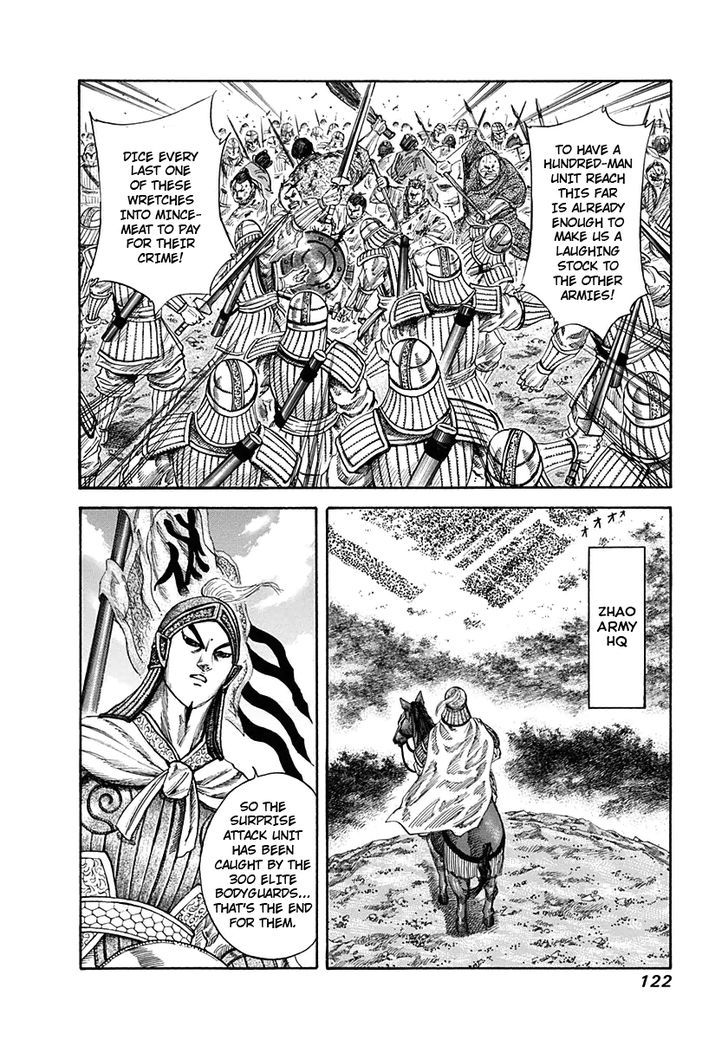 TO HAVE A
HUNDRED-MAN
UNIT REACH
THIS FAR
IS ALREADY
ENOUGH TO
MAKE US A
LAUGHING
STOCK TO
THE OTHER
ARMIES!
DICE EVERY
LAST ONE
OF THESE
WRETCHES
INTO MINCE-
MEAT TO PAY
FOR THEIR
CRIME!
ZHAO
ARMY
HQ
SO THE
SURPRISE
ATTACK UNIT
HAS BEEN
CAUGHT BY THE
300 ELITE
BODYGUARDS...
THAT'S THE END
FOR THEM.
122